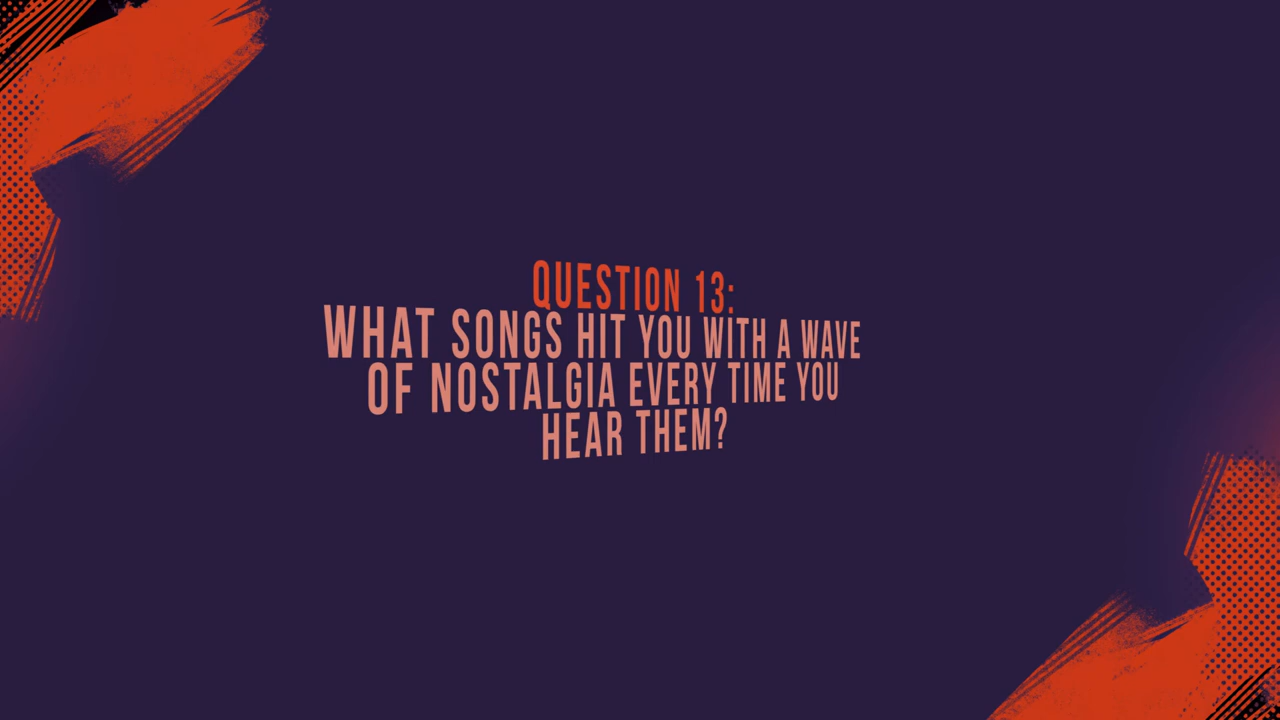 QUESTION 13:
WHAT SONGS HIT YOU WITH A WAVE
OF NOSTALGIA EVERY TIME YOU
HEAR THEM?